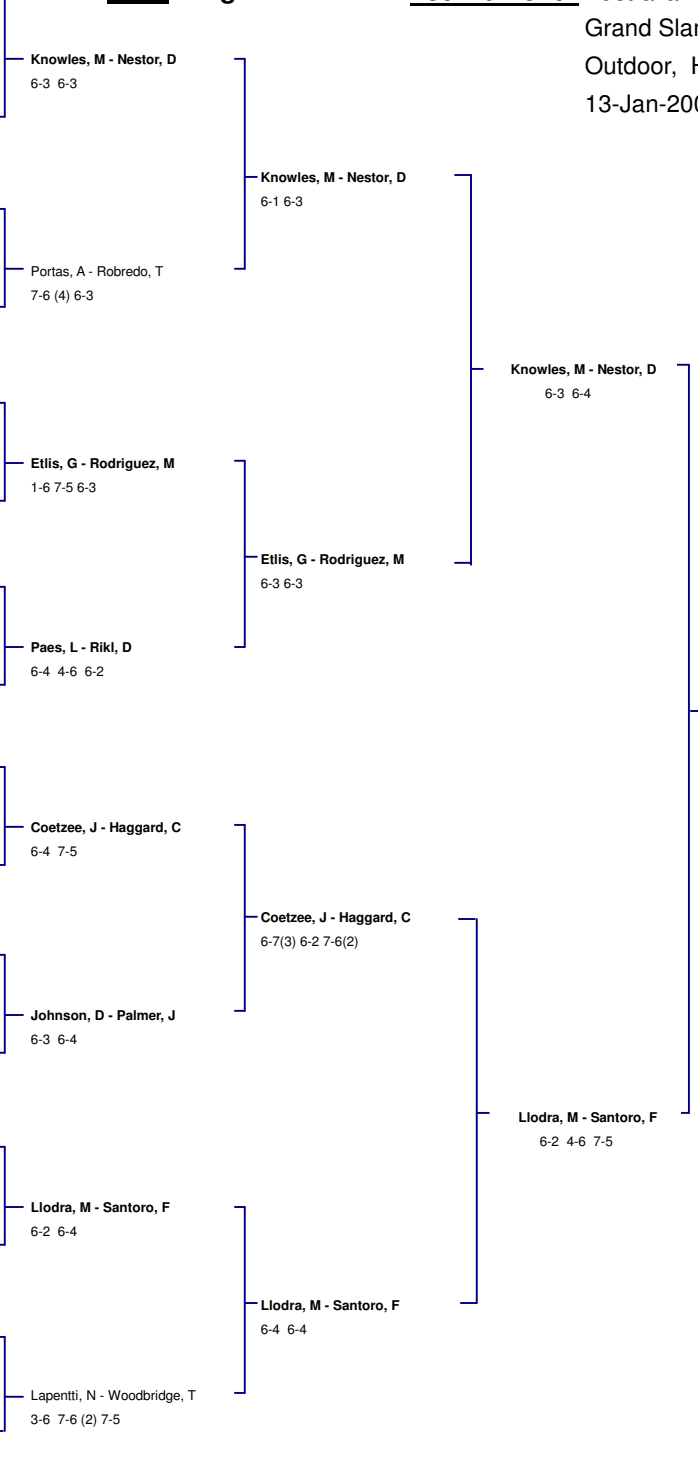 Grand
Outdoor,
Knowles, M - Nestor, D
6-3 6-3
Knowles, M - Nestor, D
6-1 6-3
Portas, A - Robredo, T
7-6 (4) 6-3
Knowles, M - Nestor, D
6-3 6-4
Etlis, G - Rodriguez, M
1-6 7-5 6-3
Etlis, G - Rodriguez, M
6-3 6-3
Paes, L - Rikl, D
6-4 4-6 6-2
Coetzee, J - Haggard, C
6-4 7-5
Coetzee, J - Haggard, C
6-7(3) 6-2 7-6(2)
Johnson, D - Palmer, J
6-3 6-4
Llodra, M - Santoro, F
6-2 4-6 7-5
Llodra, M - Santoro, F
6-2 6-4
Llodra, M - Santoro, F
6-4 6-4
Lapentti, N - Woodbridge, T
3-6 7-6 (2) 7-5